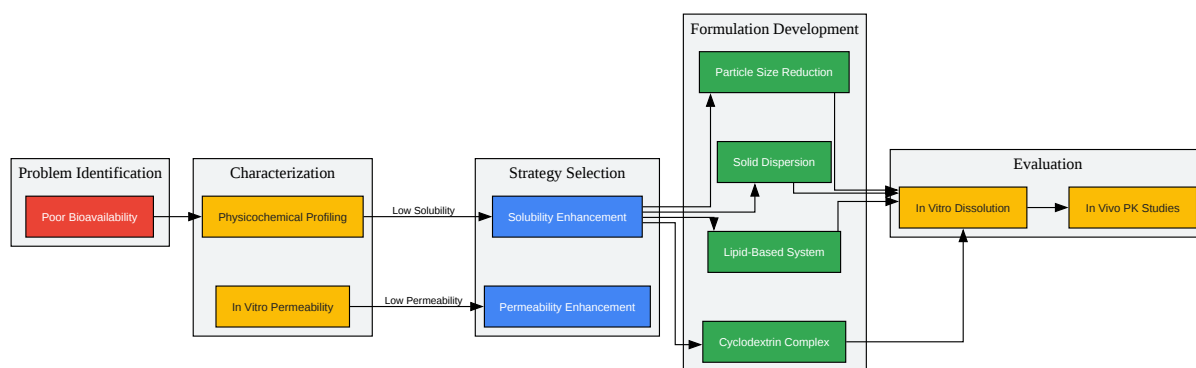 Problem Identification
Poor Bioavailability
Characterization
Physicochemical Profiling
In Vitro Permeability
Low Solubility
Low Permeability
Strategy Selection
Solubility Enhancement
Permeability Enhancement
Formulation Development
Particle Size Reduction
Solid Dispersion
Lipid-Based System
Cyclodextrin Complex
Evaluation
In Vitro Dissolution
In Vivo PK Studies